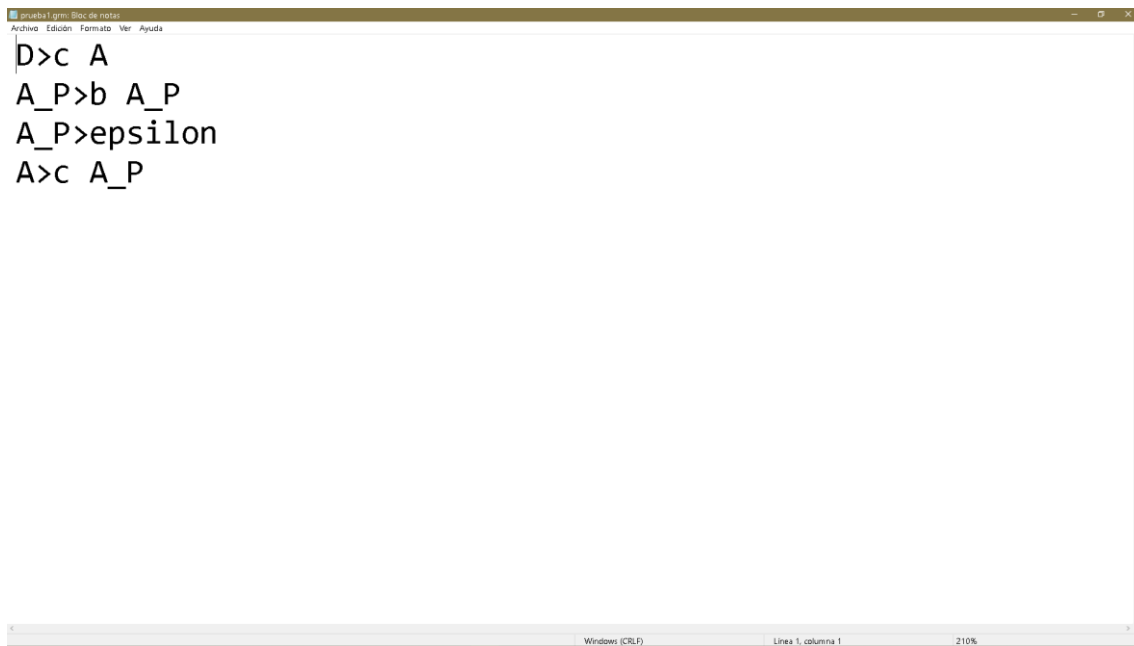 prueba1.grm: Bloc de notas
Archivo Edición Formato Ver Ayuda
D>c A
A_P>b A_P
A_P>epsilon
A>c A_P
Windows (CRLF) Línea 1, columna 1 210%